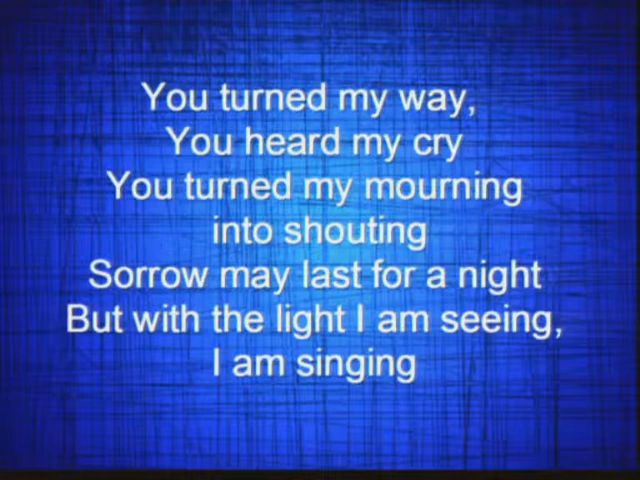 You turned my way,
You heard my cry
You turned my mourning
into shouting
Sorrow may last for a night
But with the light I am seeing,
I am singing